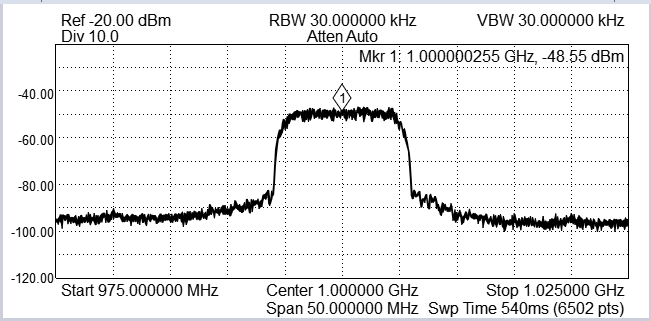 Ref -20.00 dBm RBW 30.000000 kHz VBW 30.000000 kHz
Div 10.0 Atten Auto
Mkr 1: 1.000000255 GHz, -48.55 dBm
-40.00
1
-60.00
-80.00
-100.00
-120.00
Start 975.000000 MHz Center 1.000000 GHz Stop 1.025000 GHz
Span 50.000000 MHz Swp Time 540ms (6502 pts)